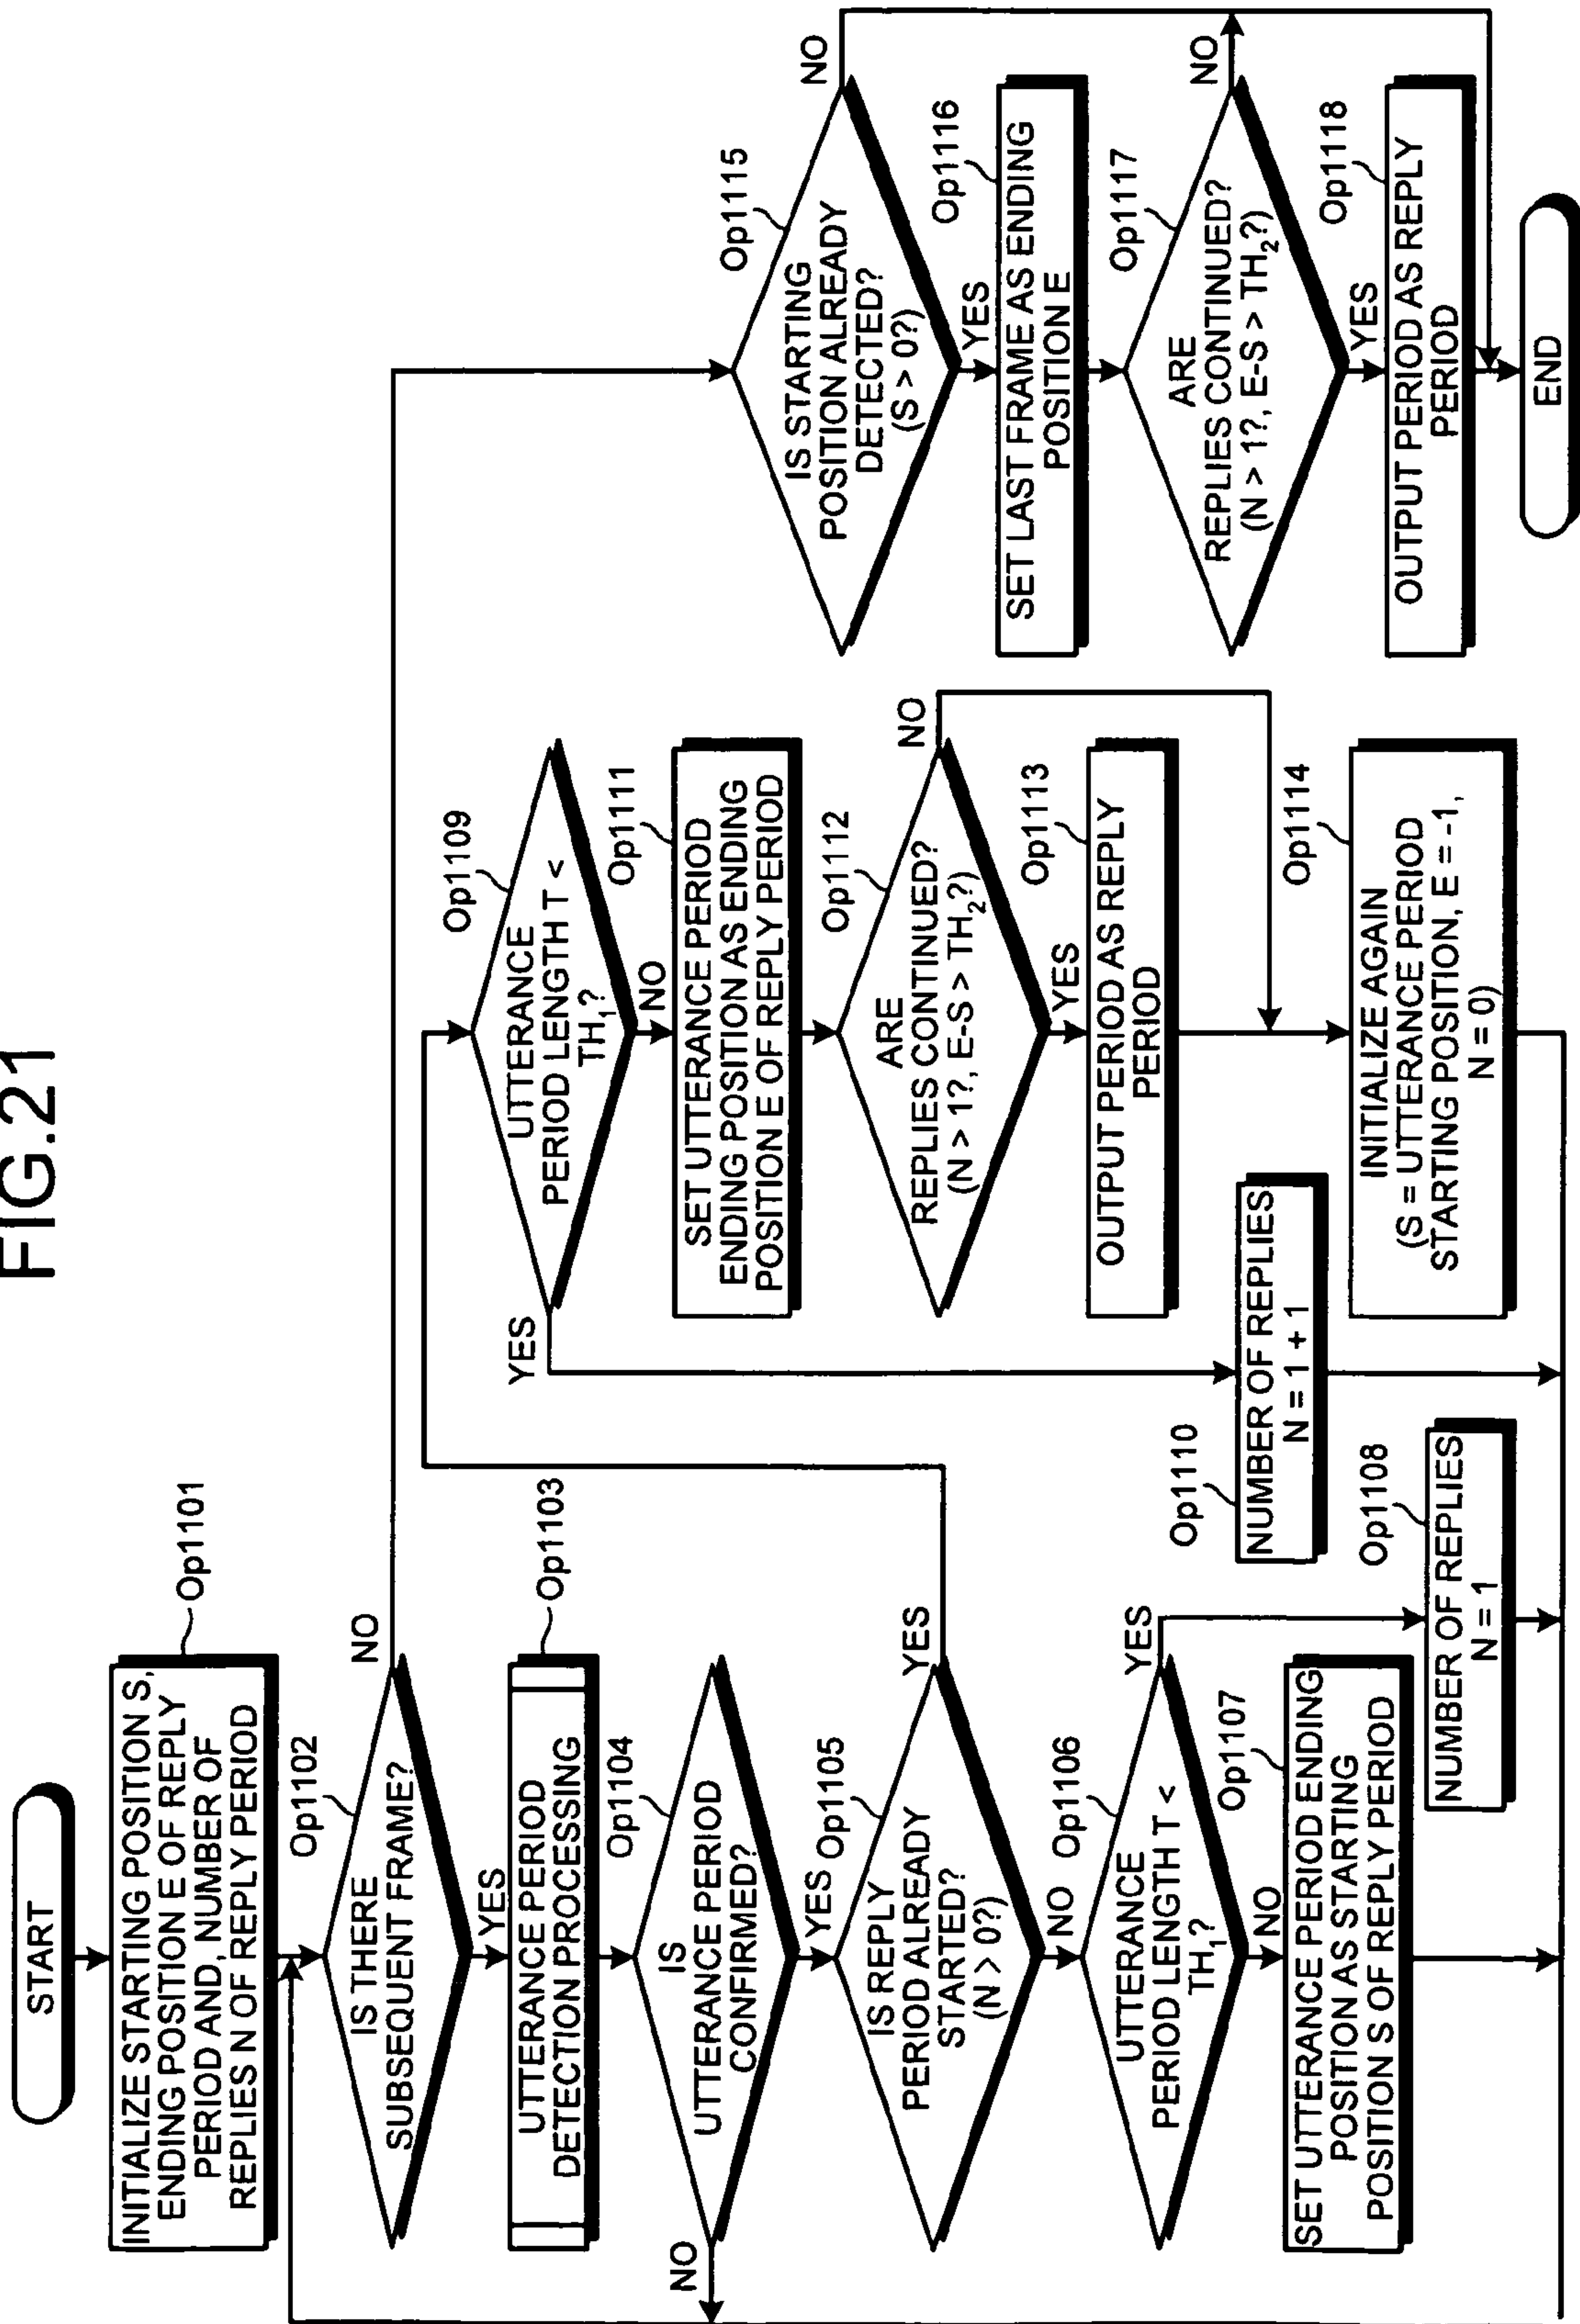 FIG.21
START
INITIALIZE STARTING POSITION S,
ENDING POSITION E OF REPLY
PERIOD AND, NUMBER OF
REPLIES N OF REPLY PERIOD
Op1101
Op1102
IS THERE
SUBSEQUENT FRAME?
NO
YES
Op1103
UTTERANCE PERIOD
DETECTION PROCESSING
Op1104
IS
UTTERANCE PERIOD
CONFIRMED?
NO
YES
Op1105
IS REPLY
PERIOD ALREADY
STARTED?
(N > 0?)
YES
NO
Op1106
UTTERANCE
PERIOD LENGTH T <
TH₁?
YES
NO
Op1107
SET UTTERANCE PERIOD ENDING
POSITION AS STARTING
POSITION S OF REPLY PERIOD
Op1108
NUMBER OF REPLIES
N = 1
Op1109
UTTERANCE
PERIOD LENGTH T <
TH₁?
YES
NO
Op1110
NUMBER OF REPLIES
N = 1 + 1
Op1111
SET UTTERANCE PERIOD
ENDING POSITION AS ENDING
POSITION E OF REPLY PERIOD
Op1112
ARE
REPLIES CONTINUED?
(N > 1?, E-S > TH₂?)
NO
YES
Op1113
OUTPUT PERIOD AS REPLY
PERIOD
Op1114
INITIALIZE AGAIN
(S = UTTERANCE PERIOD
STARTING POSITION, E = -1,
N = 0)
Op1115
IS STARTING
POSITION ALREADY
DETECTED?
(S > 0?)
NO
YES
Op1116
SET LAST FRAME AS ENDING
POSITION E
Op1117
ARE
REPLIES CONTINUED?
(N > 1?, E-S > TH₂?)
NO
YES
Op1118
OUTPUT PERIOD AS REPLY
PERIOD
END